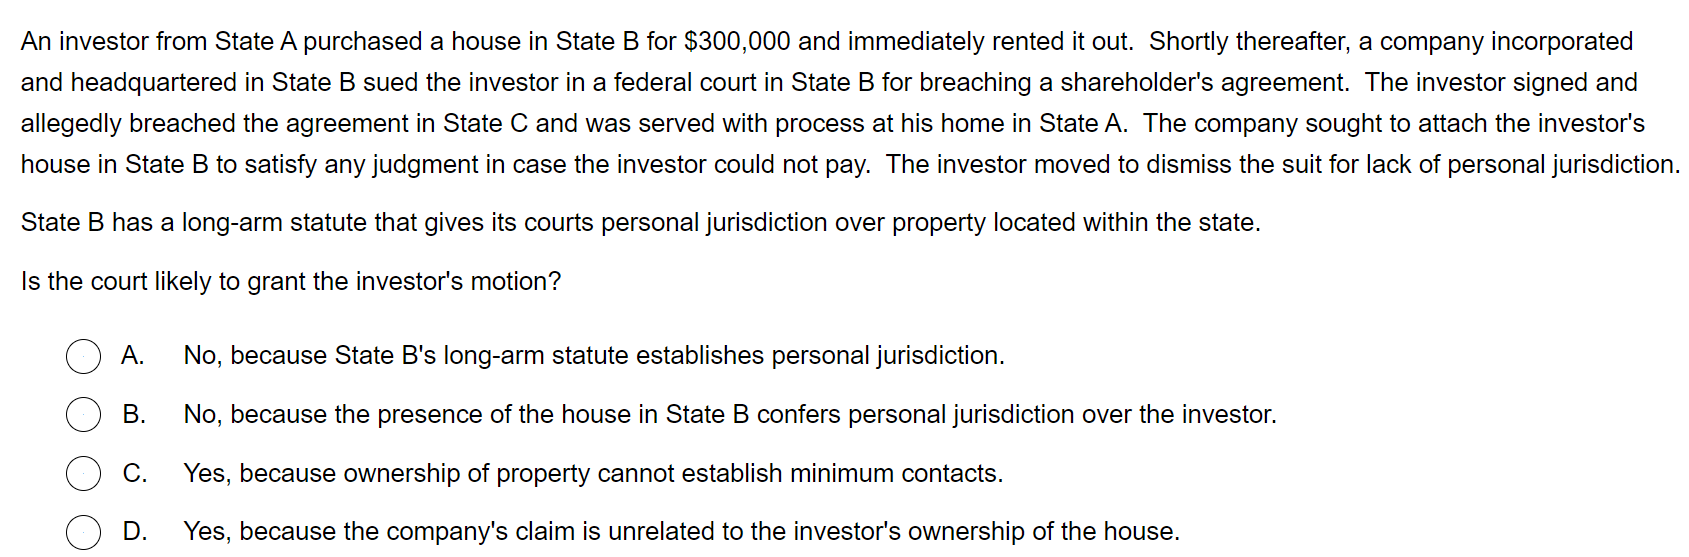 An investor from State A purchased a house in State B for $300,000 and immediately rented it out.  Shortly thereafter, a company incorporated
and headquartered in State B sued the investor in a federal court in State B for breaching a shareholder's agreement.  The investor signed and
allegedly breached the agreement in State C and was served with process at his home in State A.  The company sought to attach the investor's
house in State B to satisfy any judgment in case the investor could not pay.  The investor moved to dismiss the suit for lack of personal jurisdiction.
State B has a long-arm statute that gives its courts personal jurisdiction over property located within the state.
Is the court likely to grant the investor's motion?
A. No, because State B's long-arm statute establishes personal jurisdiction.
B. No, because the presence of the house in State B confers personal jurisdiction over the investor.
C. Yes, because ownership of property cannot establish minimum contacts.
D. Yes, because the company's claim is unrelated to the investor's ownership of the house.